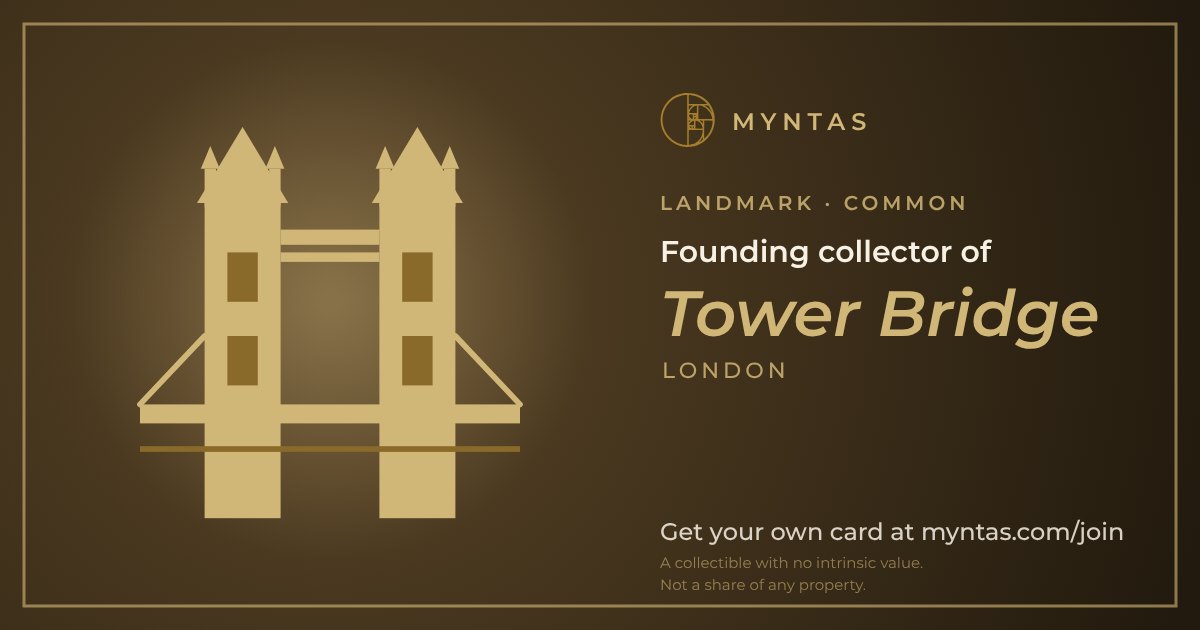 MYNTAS
LANDMARK · COMMON
Founding collector of
Tower Bridge
LONDON
Get your own card at myntas.com/join
A collectible with no intrinsic value.
Not a share of any property.